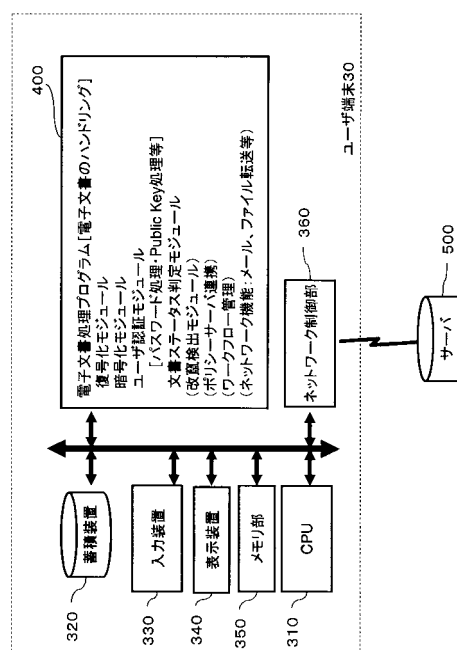 400
電子文書処理プログラム[電子文書のハンドリング]
復号化モジュール
暗号化モジュール
ユーザ認証モジュール
[パスワード処理・Public Key処理等]
文書ステータス判定モジュール
(改竄検出モジュール)
(ポリシーサーバ連携)
(ワークフロー管理)
(ネットワーク機能:メール、ファイル転送等)
蓄積装置
320
入力装置
330
表示装置
340
メモリ部
350
CPU
310
ネットワーク制御部
360
ユーザ端末30
サーバ
500